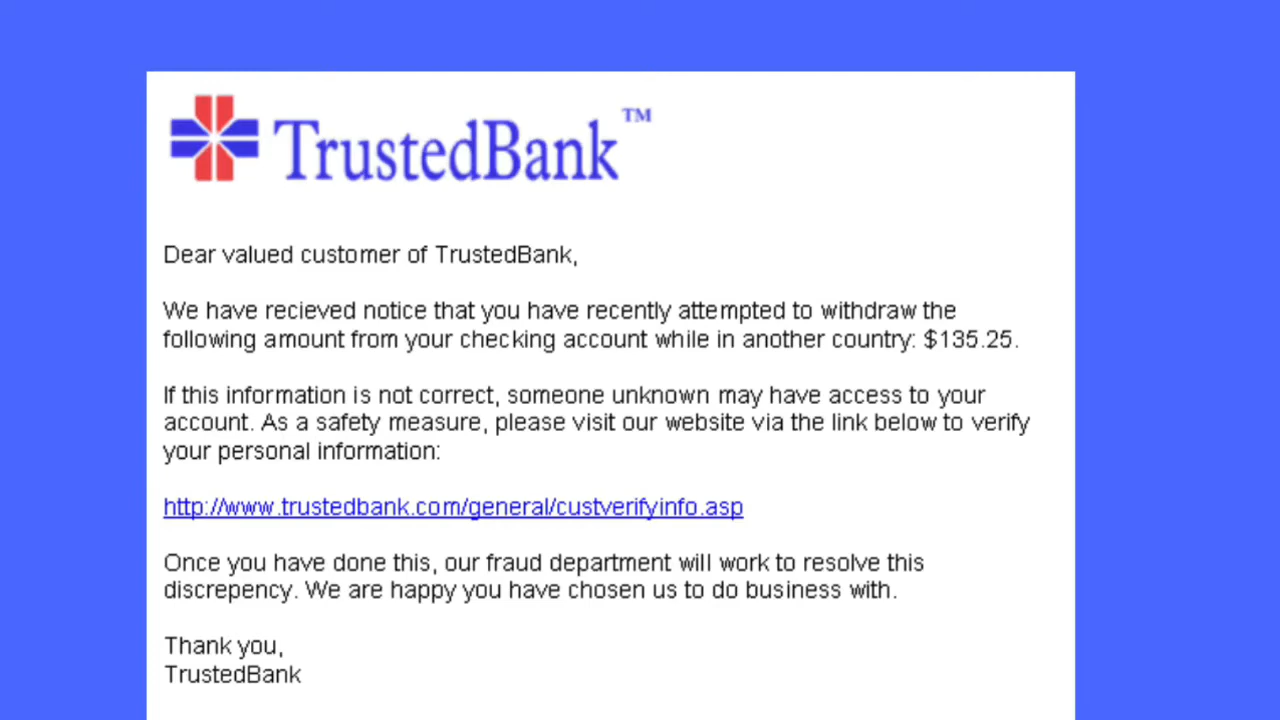 TrustedBank™
Dear valued customer of TrustedBank,
We have recieved notice that you have recently attempted to withdraw the
following amount from your checking account while in another country: $135.25.
If this information is not correct, someone unknown may have access to your
account. As a safety measure, please visit our website via the link below to verify
your personal information:
http://www.trustedbank.com/general/custverifyinfo.asp
Once you have done this, our fraud department will work to resolve this
discrepency. We are happy you have chosen us to do business with.
Thank you,
TrustedBank